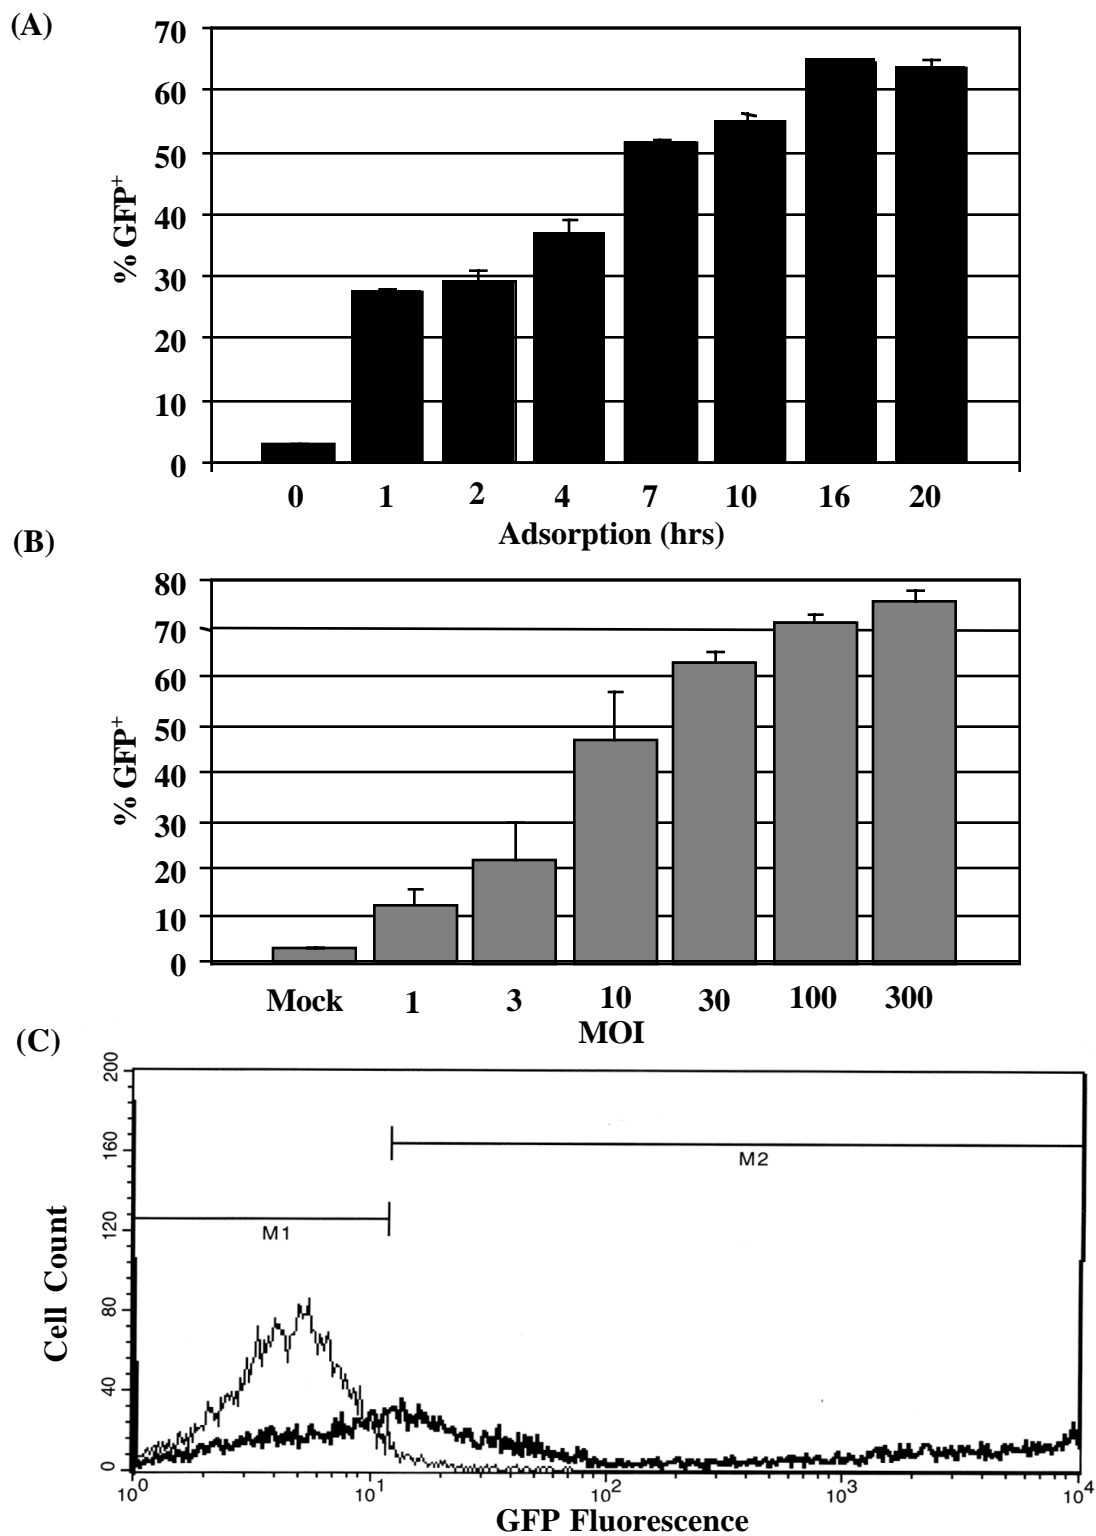 (A)
70
60
50
40
30
20
10
0
% GFP+
0 1 2 4 7 10 16 20
Adsorption (hrs)
(B)
80
70
60
50
40
30
20
10
0
% GFP+
Mock 1 3 10 30 100 300
MOI
(C)
200
160
120
80
40
0
Cell Count
M2
M1
10^0 10^1 10^2 10^3 10^4
GFP Fluorescence